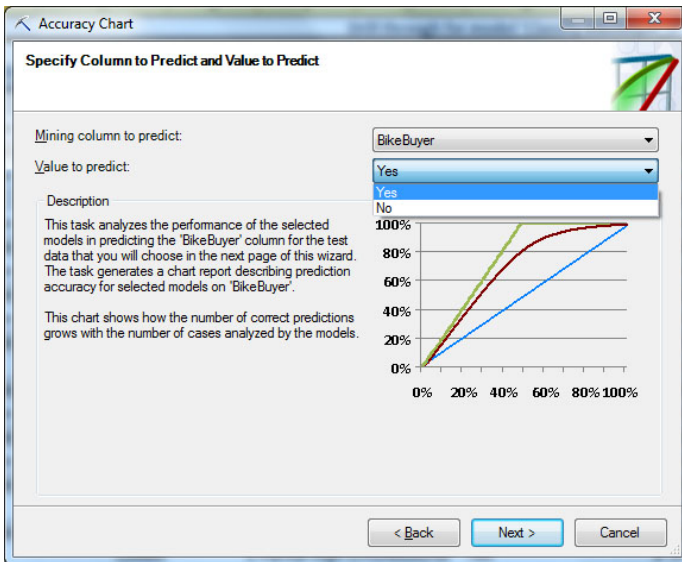 Accuracy Chart
Specify Column to Predict and Value to Predict
Mining column to predict:
BikeBuyer
Value to predict:
Yes
Yes
No
Description
This task analyzes the performance of the selected
models in predicting the 'BikeBuyer' column for the test
data that you will choose in the next page of this wizard.
The task generates a chart report describing prediction
accuracy for selected models on 'BikeBuyer'.
This chart shows how the number of correct predictions
grows with the number of cases analyzed by the models.
100%
80%
60%
40%
20%
0%
0% 20% 40% 60% 80% 100%
< Back
Next >
Cancel